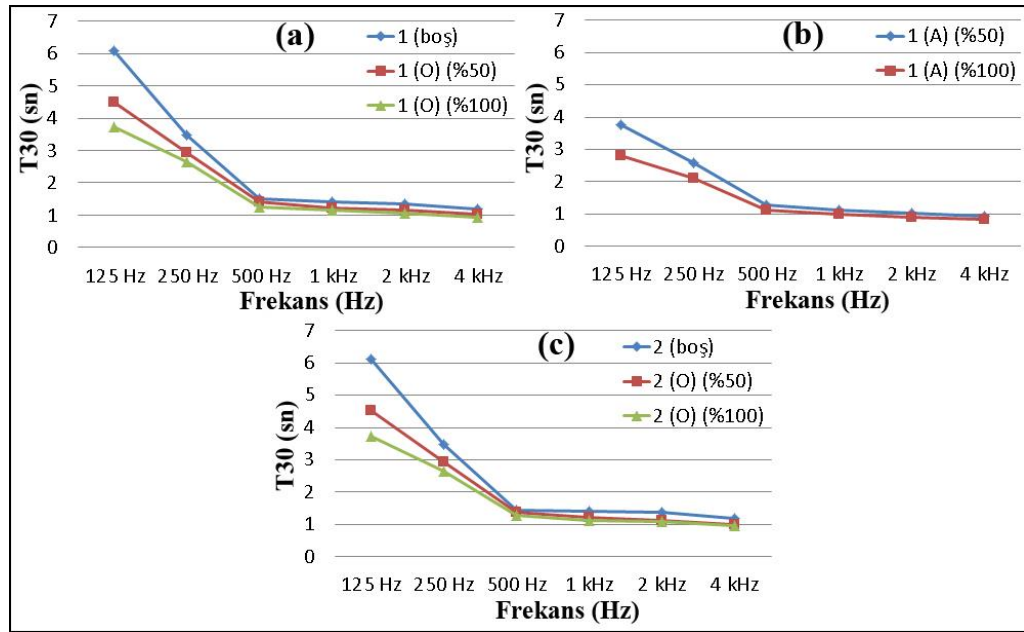 (a)
T30 (sn)
7
6
5
4
3
2
1
0
1 (boş)
1 (O) (%50)
1 (O) (%100)
125 Hz 250 Hz 500 Hz 1 kHz 2 kHz 4 kHz
Frekans (Hz)
(b)
T30 (sn)
7
6
5
4
3
2
1
0
1 (A) (%50)
1 (A) (%100)
125 Hz 250 Hz 500 Hz 1 kHz 2 kHz 4 kHz
Frekans (Hz)
(c)
T30 (sn)
7
6
5
4
3
2
1
0
2 (boş)
2 (O) (%50)
2 (O) (%100)
125 Hz 250 Hz 500 Hz 1 kHz 2 kHz 4 kHz
Frekans (Hz)